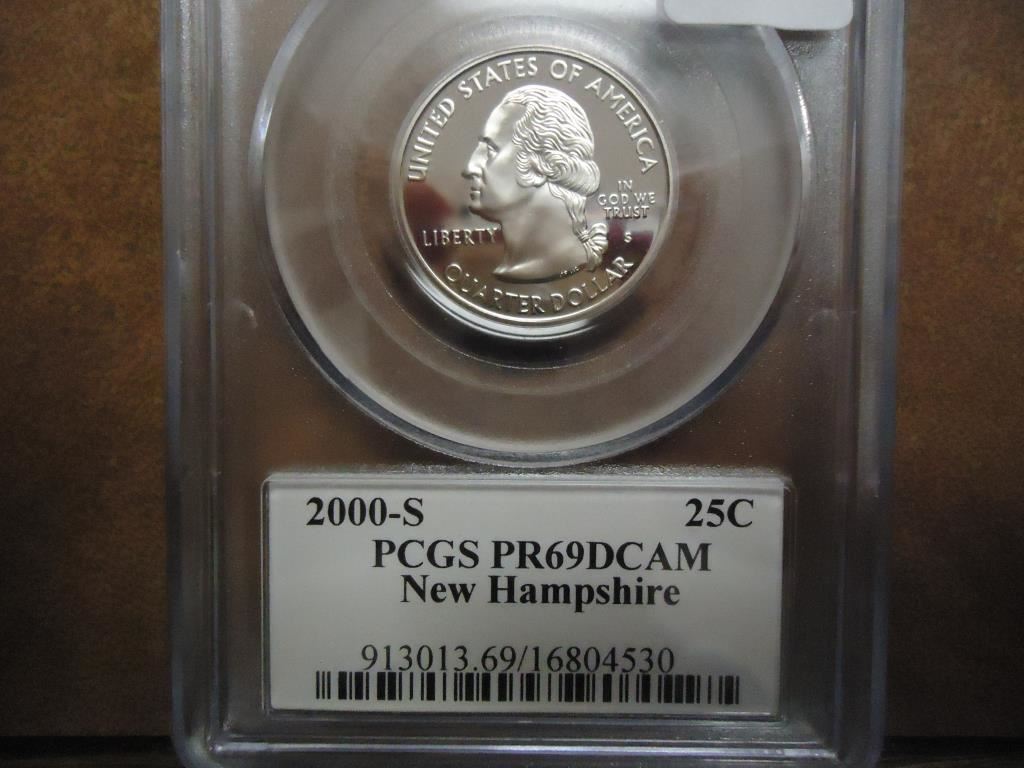 UNITED STATES OF AMERICA
IN
GOD WE
TRUST
LIBERTY
S
QUARTER DOLLAR
2000-S 25C
PCGS PR69DCAM
New Hampshire
913013.69/16804530